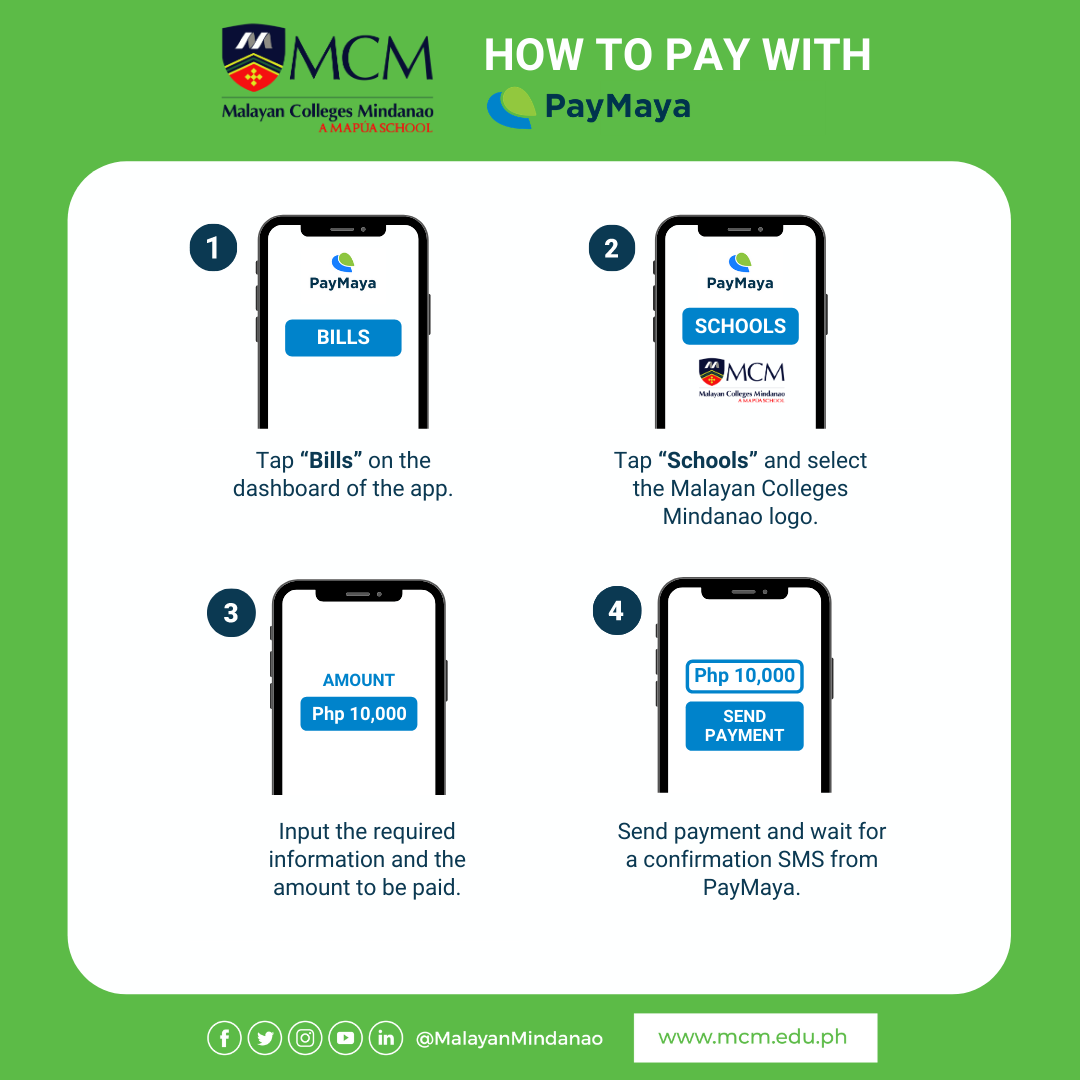 MCM
Malayan Colleges Mindanao
A MAPÚA SCHOOL
HOW TO PAY WITH
PayMaya
1
PayMaya
BILLS
Tap “Bills” on the
dashboard of the app.
2
PayMaya
SCHOOLS
MCM
Malayan Colleges Mindanao
A MAPÚA SCHOOL
Tap “Schools” and select
the Malayan Colleges
Mindanao logo.
3
AMOUNT
Php 10,000
Input the required
information and the
amount to be paid.
4
Php 10,000
SEND
PAYMENT
Send payment and wait for
a confirmation SMS from
PayMaya.
@MalayanMindanao
www.mcm.edu.ph